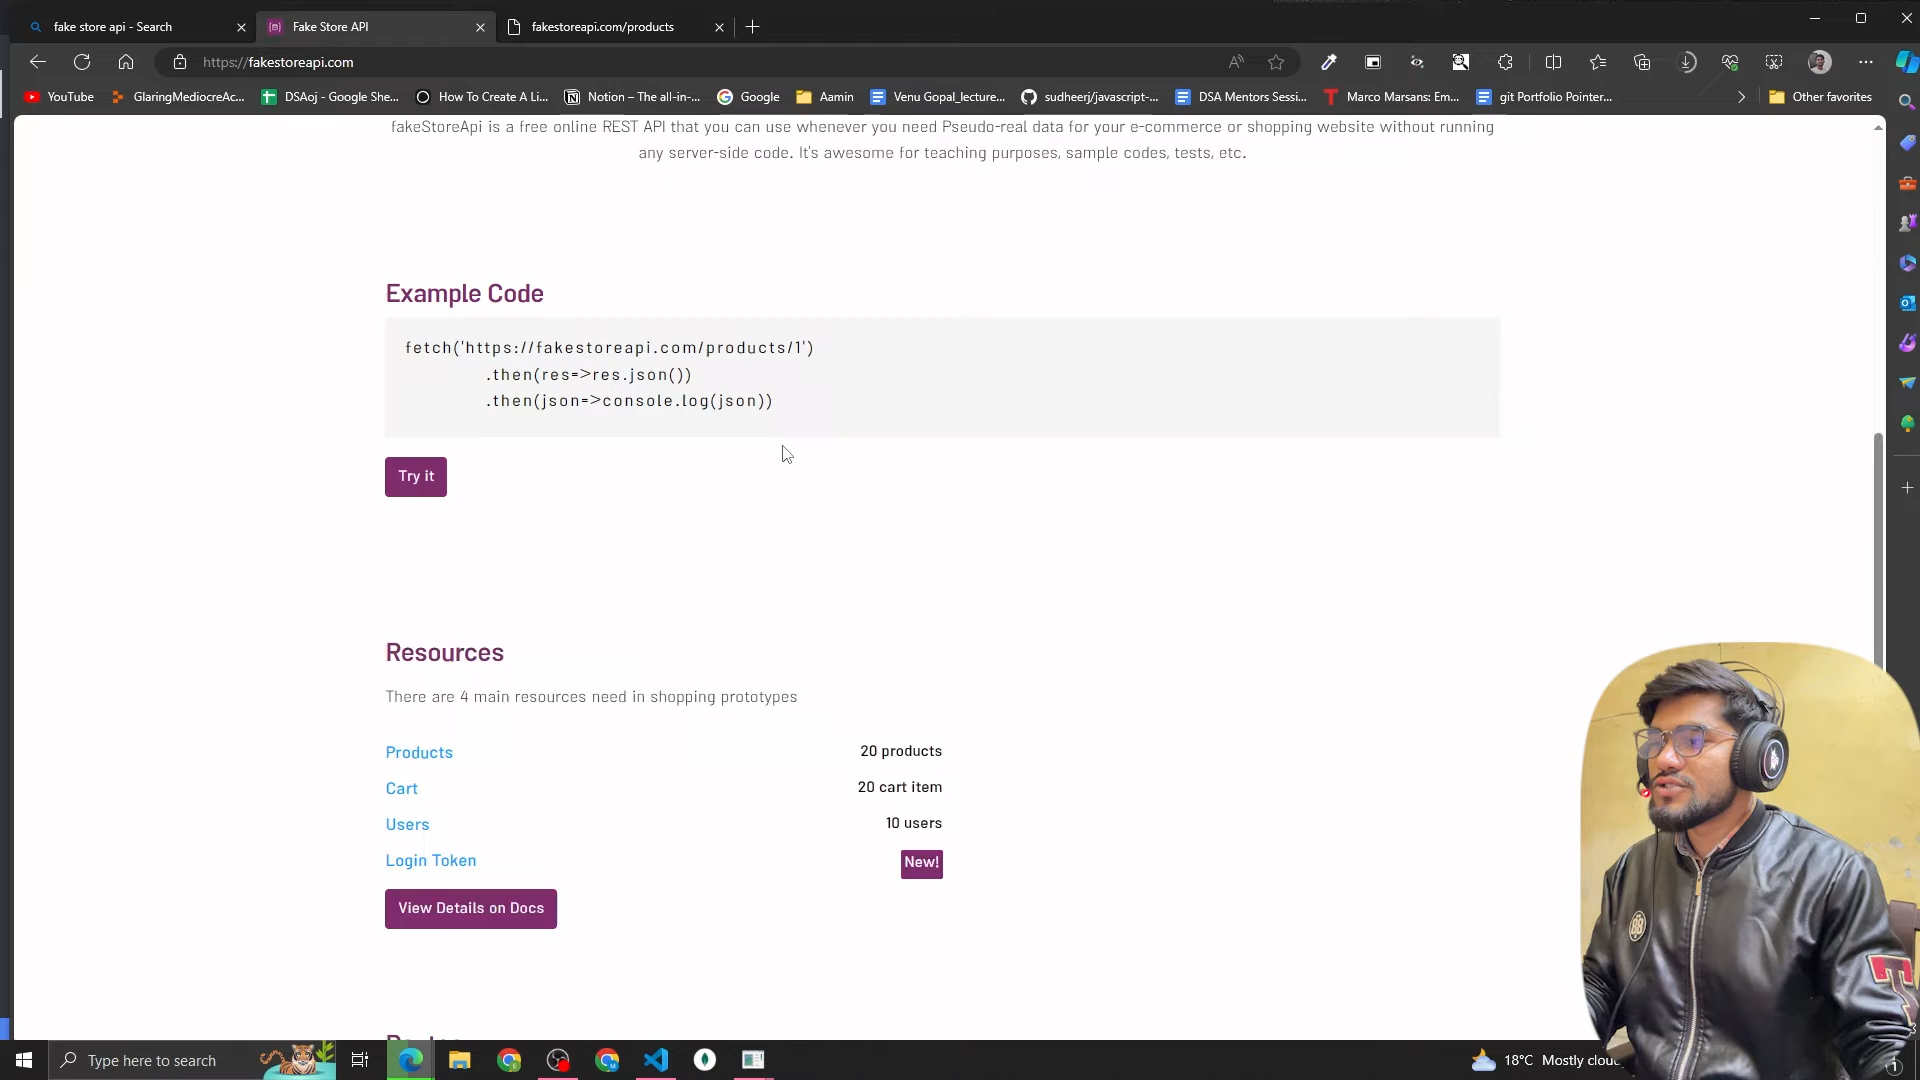 fake store api - Search
Fake Store API
fakestoreapi.com/products
https://fakestoreapi.com
YouTube
GlaringMediocreAc...
DSAoj - Google She...
How To Create A Li...
Notion – The all-in-...
Google
Aamin
Venu Gopal_lecture...
sudheerj/javascript-...
DSA Mentors Sessi...
Marco Marsans: Em...
git Portfolio Pointer...
Other favorites
fakeStoreApi is a free online REST API that you can use whenever you need Pseudo-real data for your e-commerce or shopping website without running
any server-side code. It's awesome for teaching purposes, sample codes, tests, etc.
Example Code
fetch('https://fakestoreapi.com/products/1')
.then(res=>res.json())
.then(json=>console.log(json))
Try it
Resources
There are 4 main resources need in shopping prototypes
Products 20 products
Cart 20 cart item
Users 10 users
Login Token New!
View Details on Docs
88
Type here to search
18°C Mostly clou
1